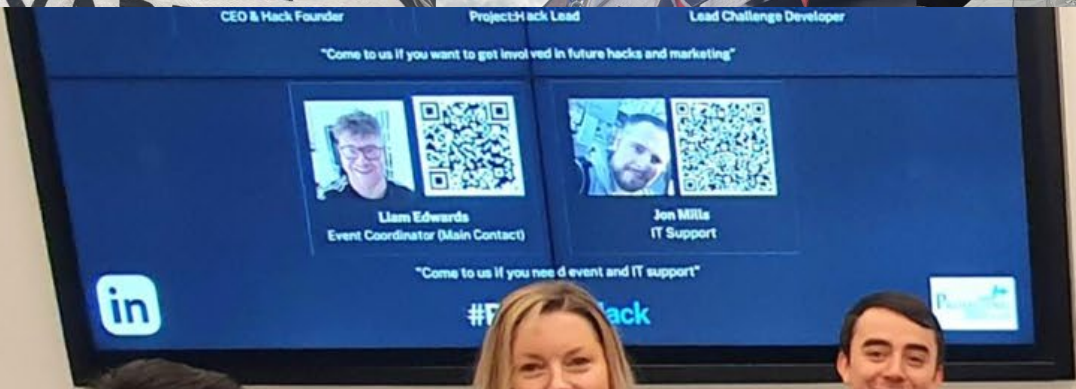 CEO & Hack Founder
Project:Hack Lead
Lead Challenge Developer
"Come to us if you want to get involved in future hacks and marketing"
Liam Edwards
Event Coordinator (Main Contact)
Jon Mills
IT Support
"Come to us if you need event and IT support"
in